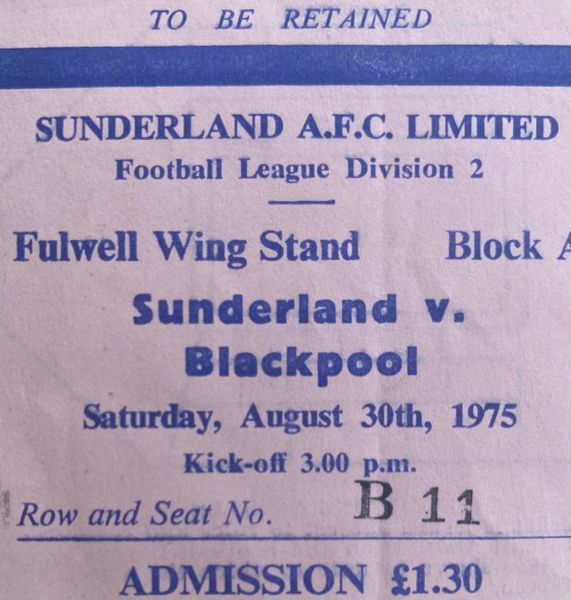 TO BE RETAINED
SUNDERLAND A.F.C. LIMITED
Football League Division 2
Fulwell Wing Stand Block A
Sunderland v.
Blackpool
Saturday, August 30th, 1975
Kick-off 3.00 p.m.
Row and Seat No. B 11
ADMISSION £1.30